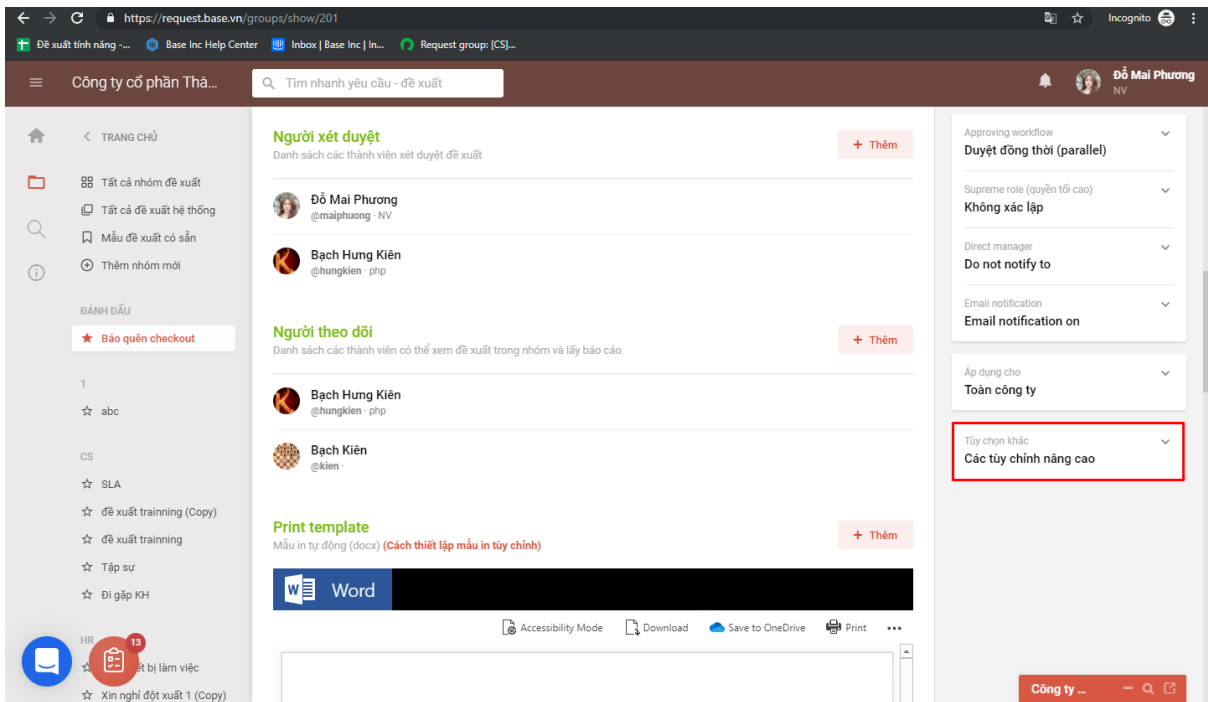 https://request.base.vn/groups/show/201
Incognito
Đề xuất tính năng -...
Base Inc Help Center
Inbox | Base Inc | In...
Request group: [CS]...
Công ty cổ phần Thà...
Tìm nhanh yêu cầu - đề xuất
Đỗ Mai Phương
NV
TRANG CHỦ
Tất cả nhóm đề xuất
Tất cả đề xuất hệ thống
Mẫu đề xuất có sẵn
Thêm nhóm mới
ĐÁNH DẤU
Báo quên checkout
1
abc
CS
SLA
đề xuất trainning (Copy)
đề xuất trainning
Tập sự
Đi gặp KH
HR
13
ết bị làm việc
Xin nghỉ đột xuất 1 (Copy)
Người xét duyệt
Danh sách các thành viên xét duyệt đề xuất
+ Thêm
Đỗ Mai Phương
@maiphuong · NV
Bạch Hưng Kiên
@hungkien · php
Người theo dõi
Danh sách các thành viên có thể xem đề xuất trong nhóm và lấy báo cáo
+ Thêm
Bạch Hưng Kiên
@hungkien · php
Bạch Kiên
@kien ·
Print template
Mẫu in tự động (docx) (Cách thiết lập mẫu in tùy chỉnh)
+ Thêm
Word
Accessibility Mode
Download
Save to OneDrive
Print
Approving workflow
Duyệt đồng thời (parallel)
Supreme role (quyền tối cao)
Không xác lập
Direct manager
Do not notify to
Email notification
Email notification on
Áp dụng cho
Toàn công ty
Tùy chọn khác
Các tùy chỉnh nâng cao
Công ty ...